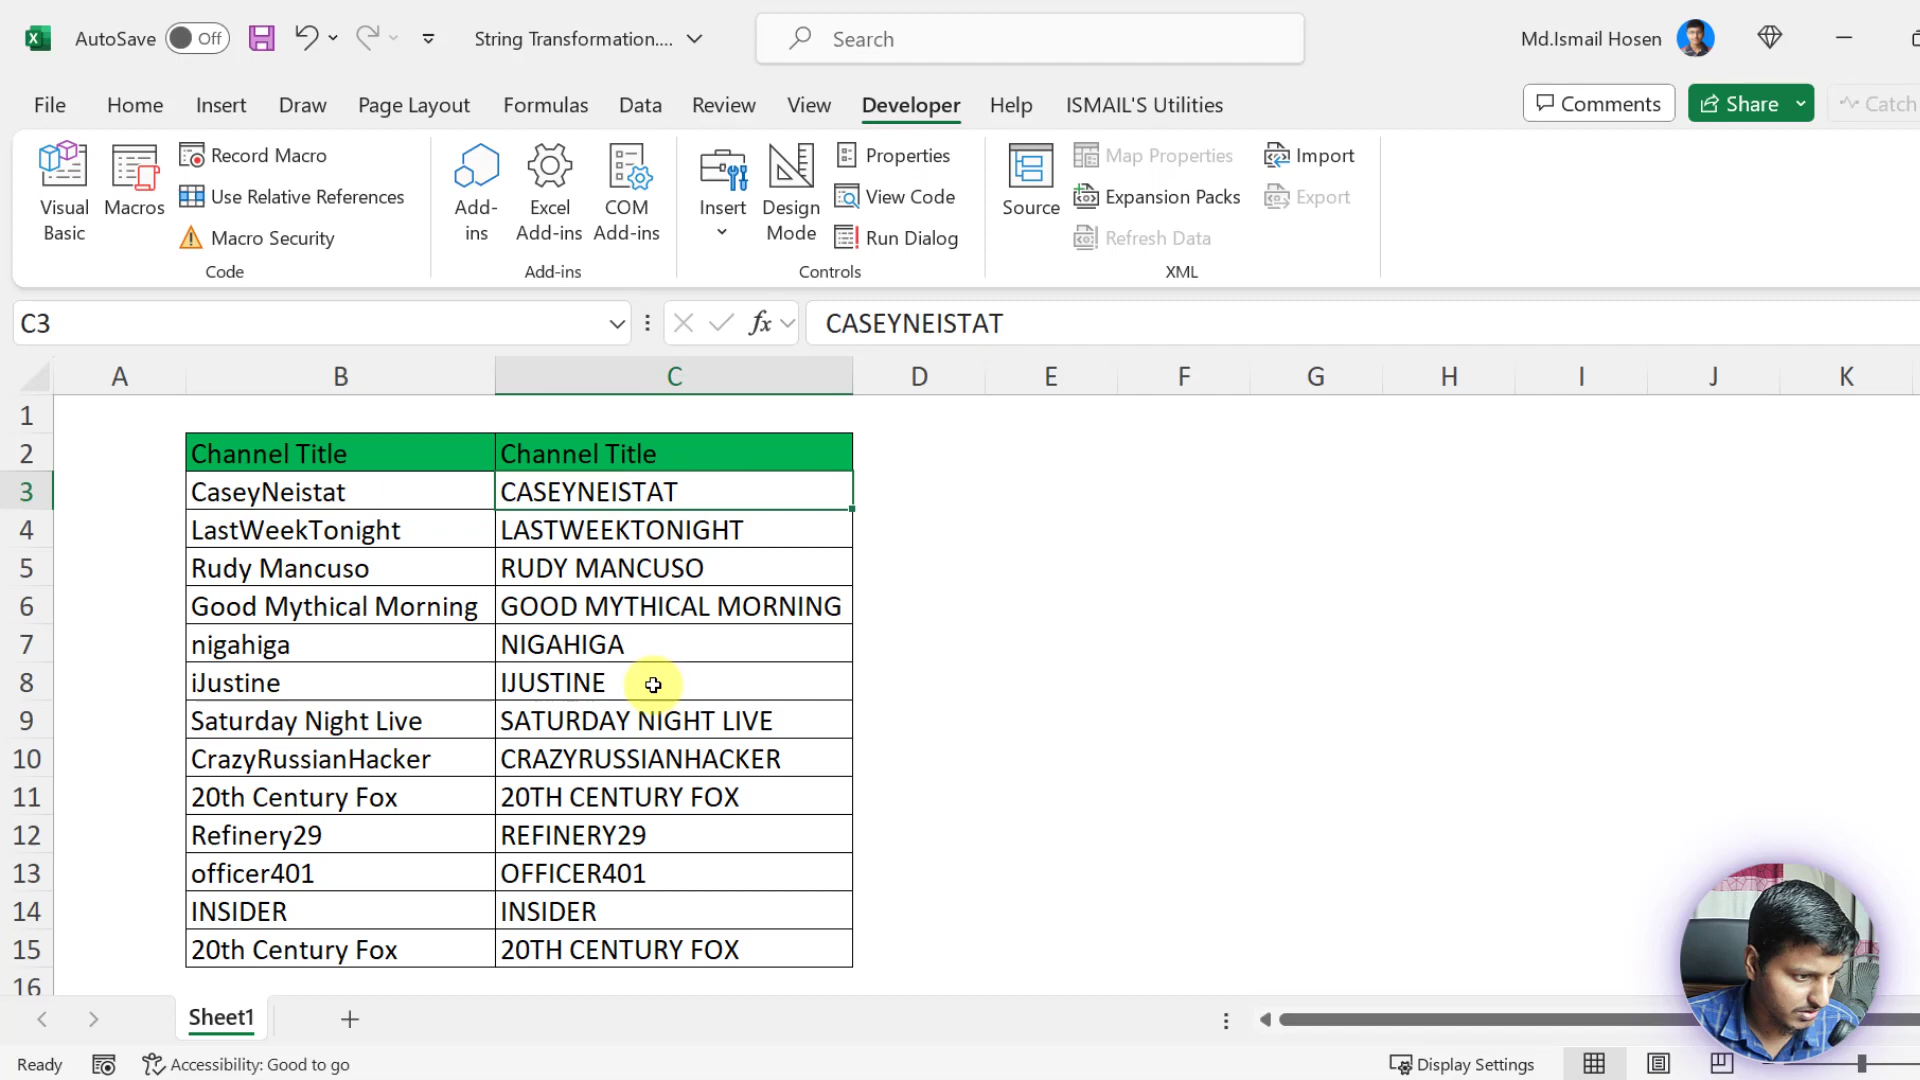 AutoSave Off String Transformation.... Search Md.Ismail Hosen
File Home Insert Draw Page Layout Formulas Data Review View Developer Help ISMAIL'S Utilities Comments Share Catch
Visual Basic
Macros
Record Macro
Use Relative References
Macro Security
Code
Add-ins
Excel Add-ins
COM Add-ins
Add-ins
Insert
Design Mode
Properties
View Code
Run Dialog
Controls
Source
Map Properties
Expansion Packs
Refresh Data
Import
Export
XML
C3 fx CASEYNEISTAT
A B C D E F G H I J K
1
2 Channel Title Channel Title
3 CaseyNeistat CASEYNEISTAT
4 LastWeekTonight LASTWEEKTONIGHT
5 Rudy Mancuso RUDY MANCUSO
6 Good Mythical Morning GOOD MYTHICAL MORNING
7 nigahiga NIGAHIGA
8 iJustine IJUSTINE
9 Saturday Night Live SATURDAY NIGHT LIVE
10 CrazyRussianHacker CRAZYRUSSIANHACKER
11 20th Century Fox 20TH CENTURY FOX
12 Refinery29 REFINERY29
13 officer401 OFFICER401
14 INSIDER INSIDER
15 20th Century Fox 20TH CENTURY FOX
16
Sheet1
Ready Accessibility: Good to go Display Settings